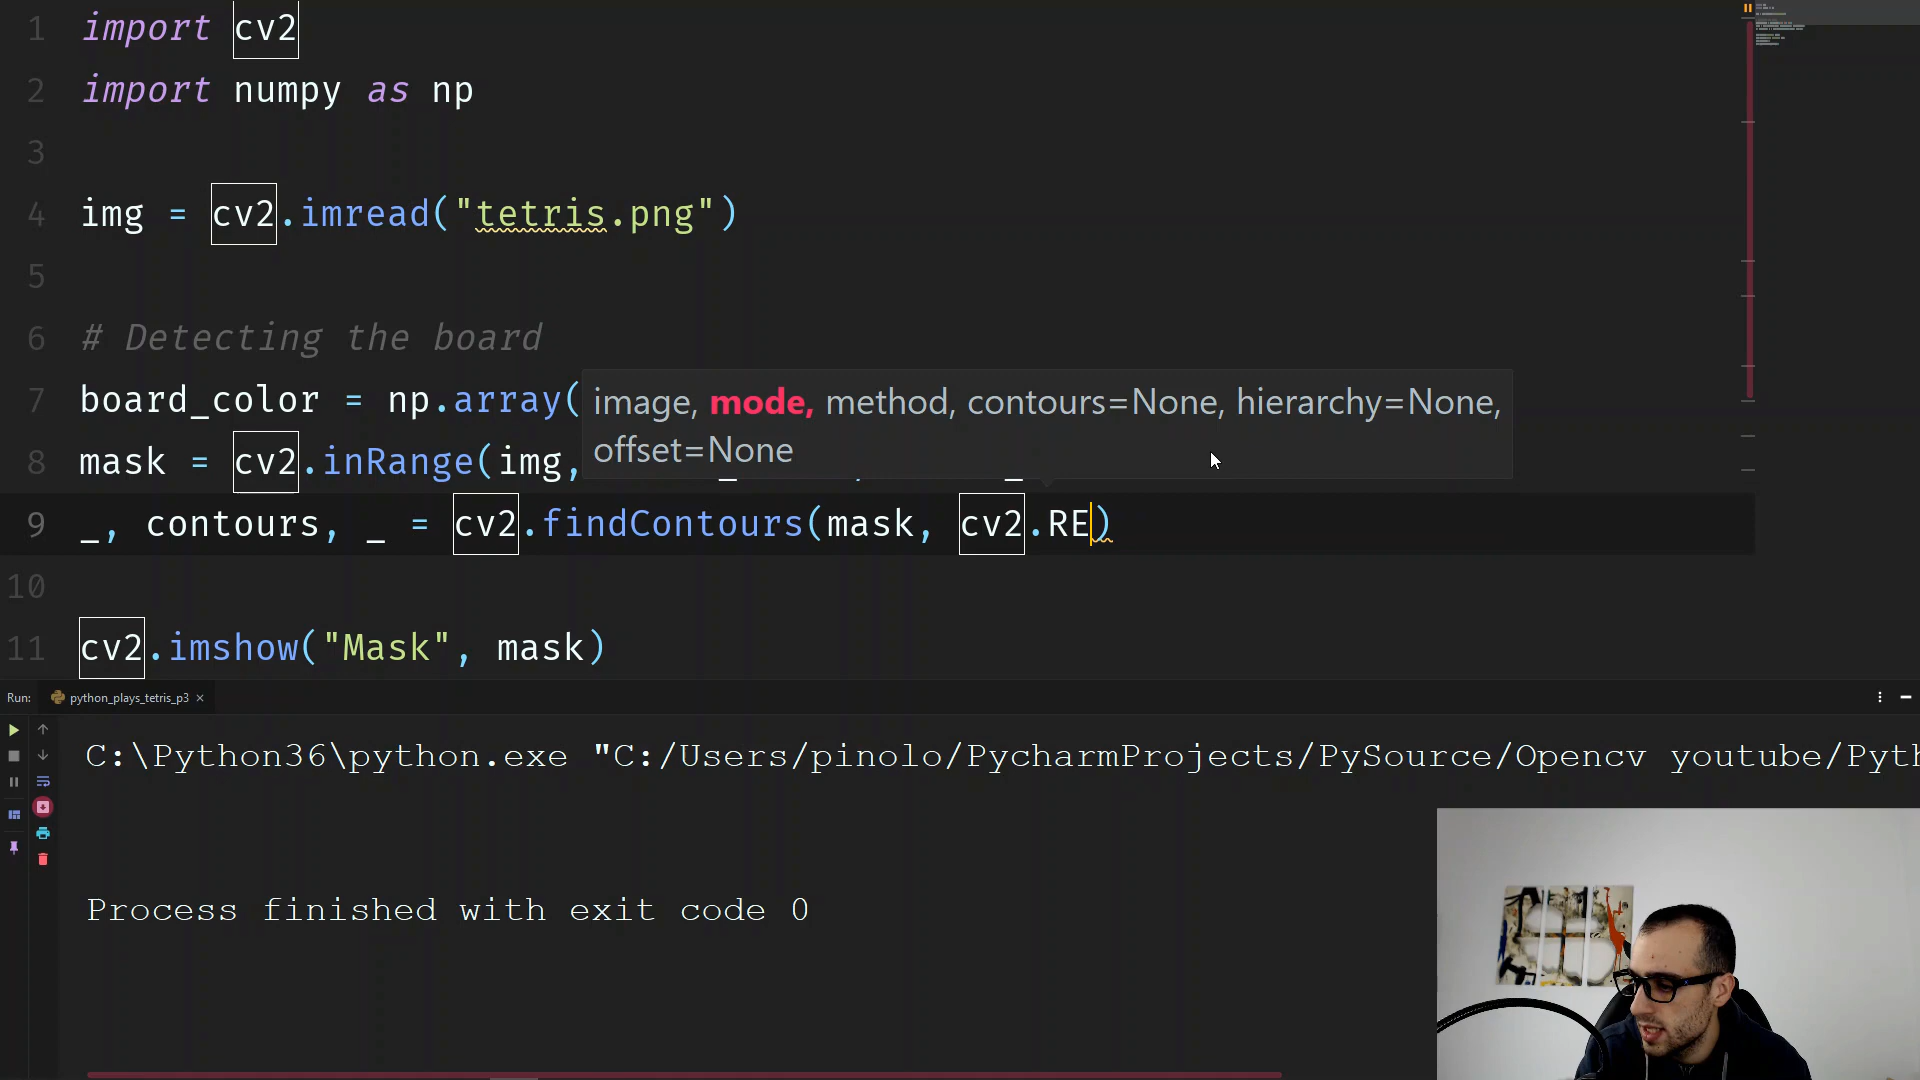 1 import cv2
2 import numpy as np
3
4 img = cv2.imread("tetris.png")
5
6 # Detecting the board
7 board_color = np.array(
image, mode, method, contours=None, hierarchy=None,
offset=None
8 mask = cv2.inRange(img,
9 _, contours, _ = cv2.findContours(mask, cv2.RE)
10
11 cv2.imshow("Mask", mask)
Run: python_plays_tetris_p3 ×
C:\Python36\python.exe "C:/Users/pinolo/PycharmProjects/PySource/Opencv youtube/Pyth
Process finished with exit code 0